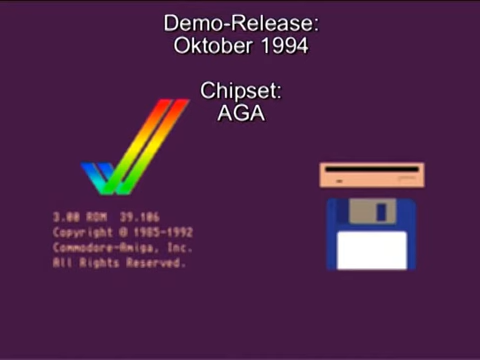 Demo-Release:
Oktober 1994
Chipset:
AGA
3.00 ROM 39.106
Copyright © 1985-1992
Commodore-Amiga, Inc.
All Rights Reserved.